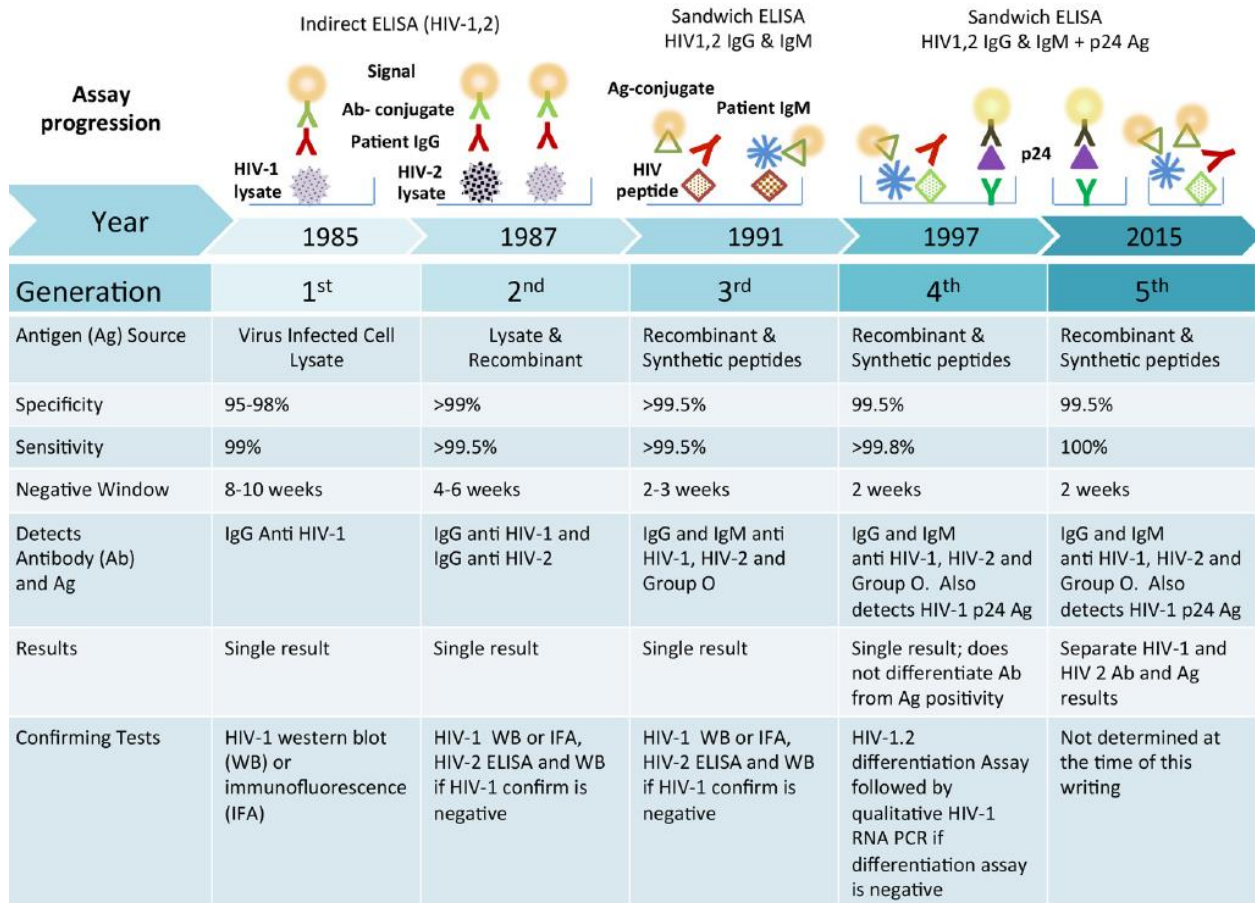 Indirect ELISA (HIV-1,2)
Sandwich ELISA
HIV1,2 IgG & IgM
Sandwich ELISA
HIV1,2 IgG & IgM + p24 Ag
Assay
progression
Signal
Ab- conjugate
Patient IgG
HIV-1
lysate
HIV-2
lysate
Ag-conjugate
Patient IgM
HIV
peptide
p24
Year
1985
1987
1991
1997
2015
Generation
1st
2nd
3rd
4th
5th
Antigen (Ag) Source
Virus Infected Cell
Lysate
Lysate &
Recombinant
Recombinant &
Synthetic peptides
Recombinant &
Synthetic peptides
Recombinant &
Synthetic peptides
Specificity
95-98%
>99%
>99.5%
99.5%
99.5%
Sensitivity
99%
>99.5%
>99.5%
>99.8%
100%
Negative Window
8-10 weeks
4-6 weeks
2-3 weeks
2 weeks
2 weeks
Detects
Antibody (Ab)
and Ag
IgG Anti HIV-1
IgG anti HIV-1 and
IgG anti HIV-2
IgG and IgM anti
HIV-1, HIV-2 and
Group O
IgG and IgM
anti HIV-1, HIV-2 and
Group O. Also
detects HIV-1 p24 Ag
IgG and IgM
anti HIV-1, HIV-2 and
Group O. Also
detects HIV-1 p24 Ag
Results
Single result
Single result
Single result
Single result; does
not differentiate Ab
from Ag positivity
Separate HIV-1 and
HIV 2 Ab and Ag
results
Confirming Tests
HIV-1 western blot
(WB) or
immunofluorescence
(IFA)
HIV-1 WB or IFA,
HIV-2 ELISA and WB
if HIV-1 confirm is
negative
HIV-1 WB or IFA,
HIV-2 ELISA and WB
if HIV-1 confirm is
negative
HIV-1.2
differentiation Assay
followed by
qualitative HIV-1
RNA PCR if
differentiation assay
is negative
Not determined at
the time of this
writing